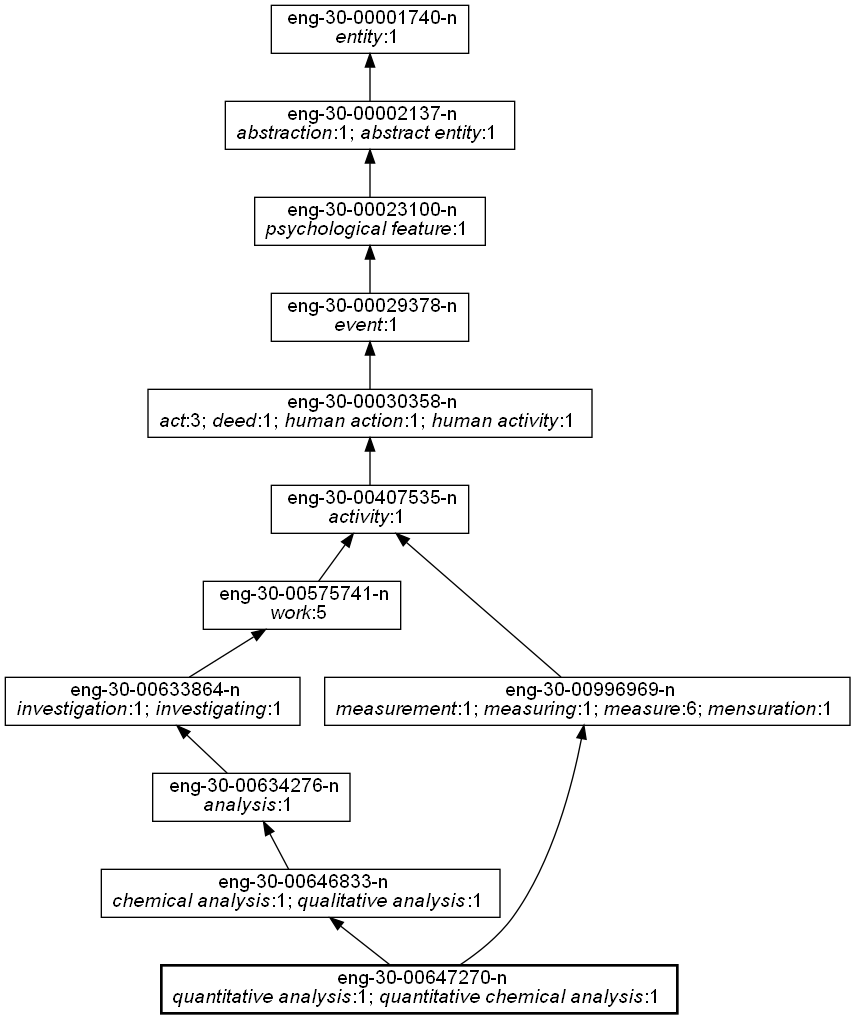 eng-30-00001740-n
entity:1
eng-30-00002137-n
abstraction:1; abstract entity:1
eng-30-00023100-n
psychological feature:1
eng-30-00029378-n
event:1
eng-30-00030358-n
act:3; deed:1; human action:1; human activity:1
eng-30-00407535-n
activity:1
eng-30-00575741-n
work:5
eng-30-00633864-n
investigation:1; investigating:1
eng-30-00996969-n
measurement:1; measuring:1; measure:6; mensuration:1
eng-30-00634276-n
analysis:1
eng-30-00646833-n
chemical analysis:1; qualitative analysis:1
eng-30-00647270-n
quantitative analysis:1; quantitative chemical analysis:1